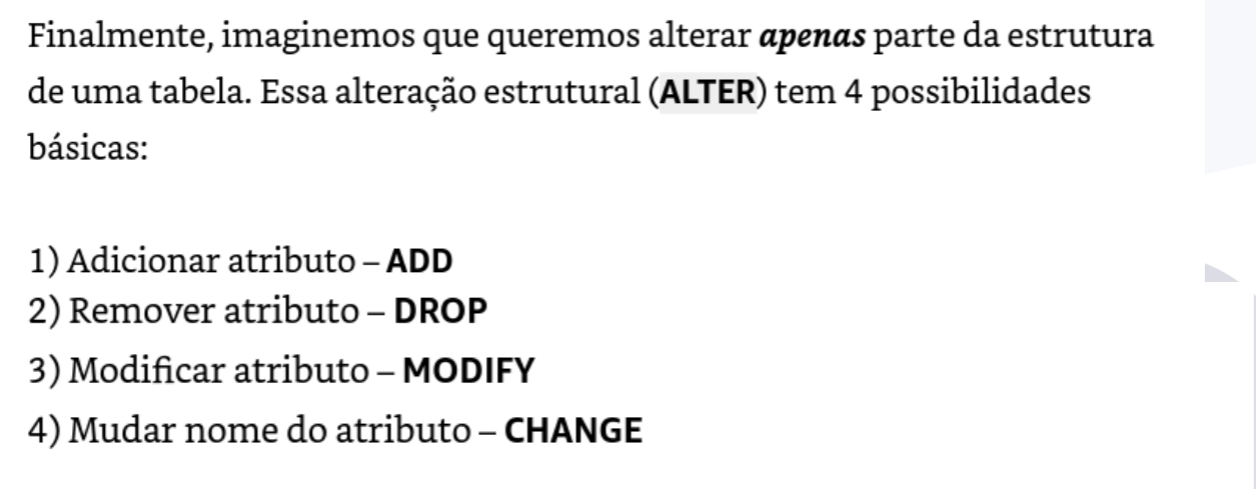 Finalmente, imaginemos que queremos alterar apenas parte da estrutura
de uma tabela. Essa alteração estrutural (ALTER) tem 4 possibilidades
básicas:
1) Adicionar atributo – ADD
2) Remover atributo – DROP
3) Modificar atributo – MODIFY
4) Mudar nome do atributo – CHANGE